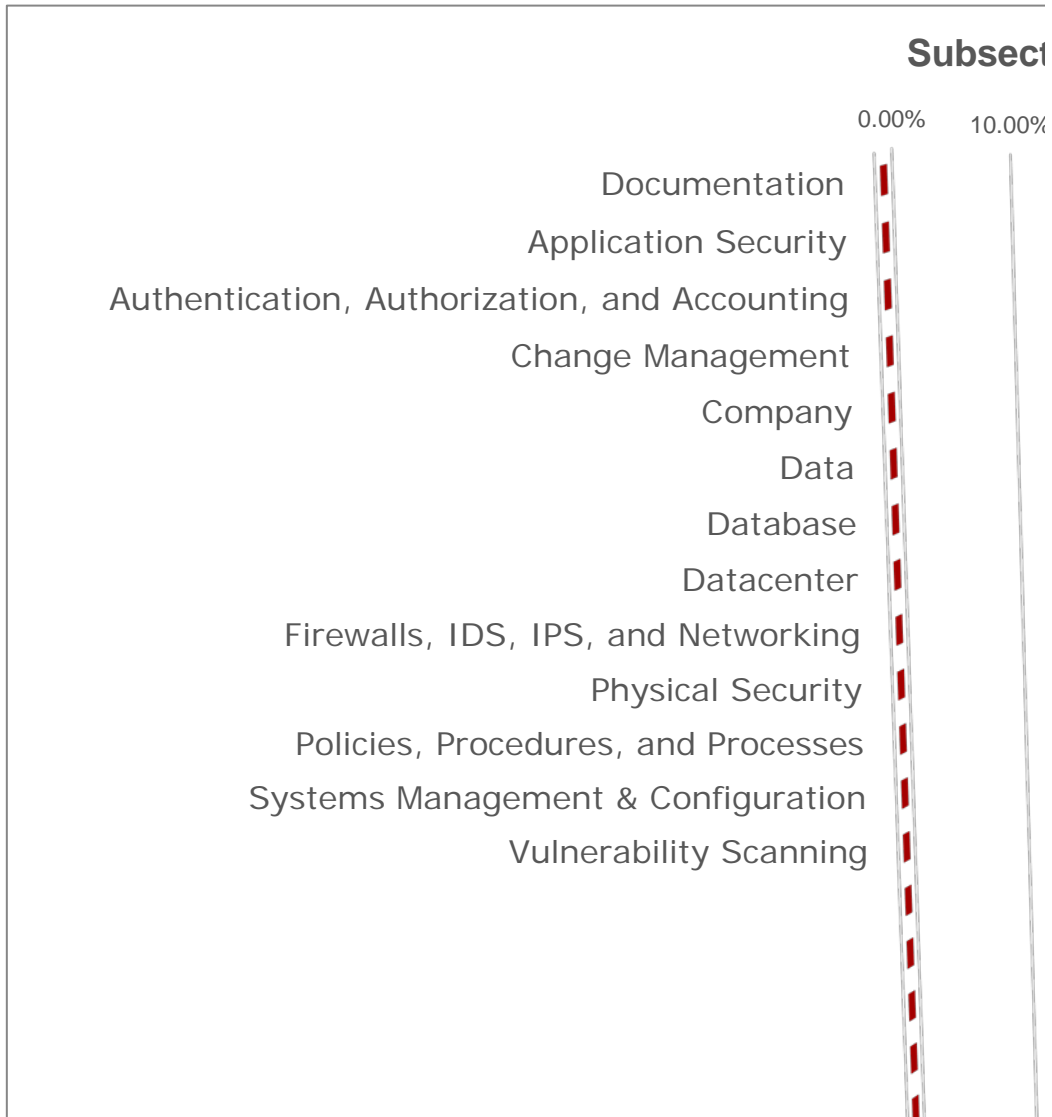 Subsect
0.00% 10.00%
Documentation
Application Security
Authentication, Authorization, and Accounting
Change Management
Company
Data
Database
Datacenter
Firewalls, IDS, IPS, and Networking
Physical Security
Policies, Procedures, and Processes
Systems Management & Configuration
Vulnerability Scanning